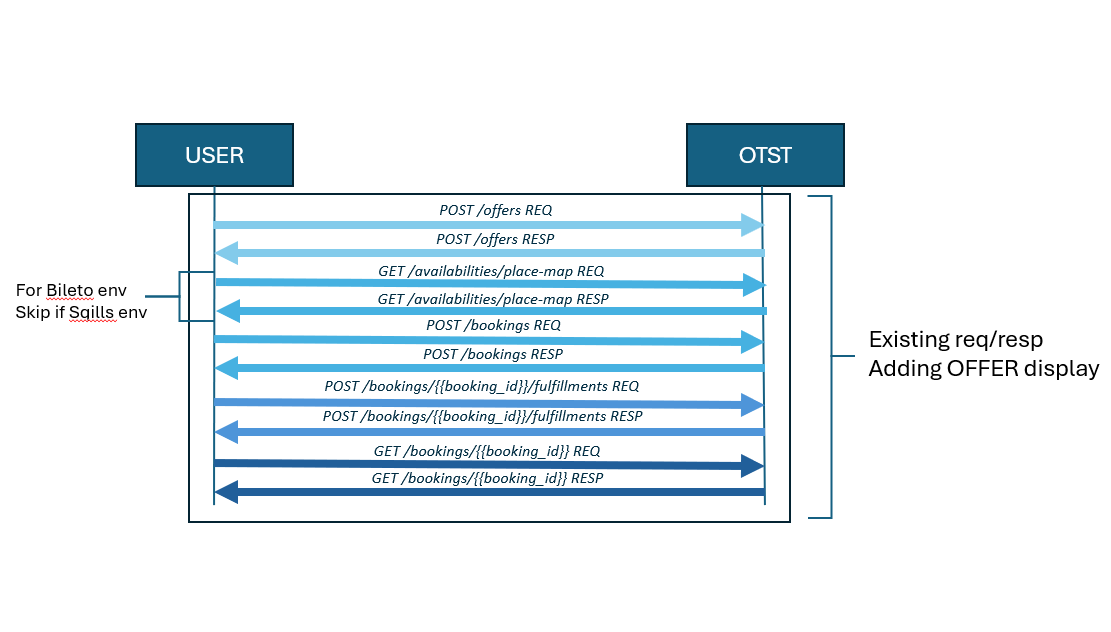 USER
OTST
POST /offers REQ
POST /offers RESP
GET /availabilities/place-map REQ
GET /availabilities/place-map RESP
For Bileto env
Skip if Sqills env
POST /bookings REQ
POST /bookings RESP
Existing req/resp
Adding OFFER display
POST /bookings/{{booking_id}}/fulfillments REQ
POST /bookings/{{booking_id}}/fulfillments RESP
GET /bookings/{{booking_id}} REQ
GET /bookings/{{booking_id}} RESP